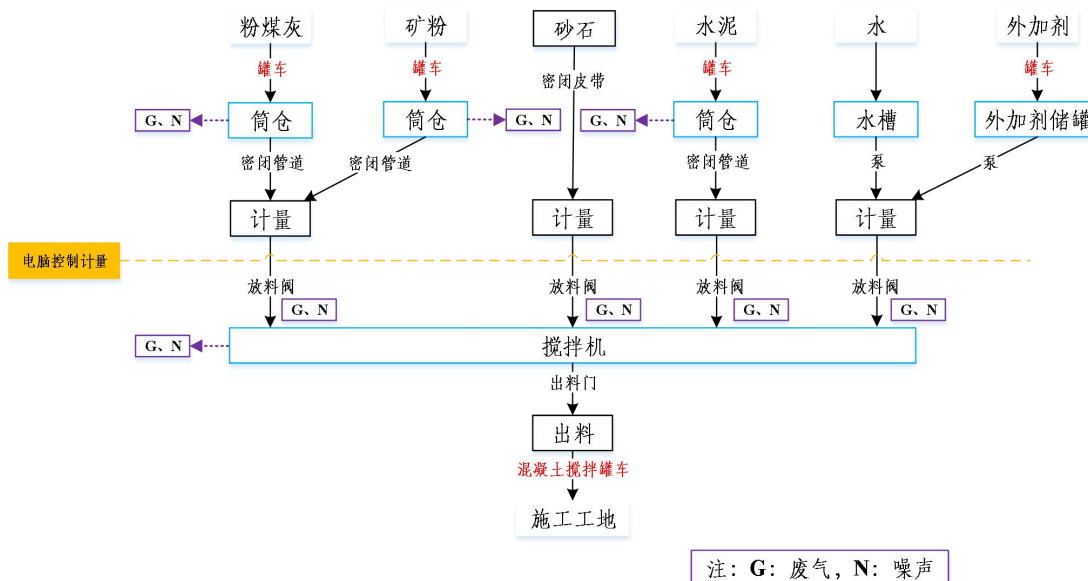 粉煤灰 矿粉 砂石 水泥 水 外加剂
罐车 罐车 密闭皮带 罐车 罐车
G、N 筒仓 筒仓 G、N G、N 筒仓 水槽 外加剂储罐
密闭管道 密闭管道 密闭管道 泵 泵
计量 计量 计量 计量
电脑控制计量
放料阀 放料阀 放料阀 放料阀
G、N G、N G、N G、N
G、N 搅拌机
出料门
出料
混凝土搅拌罐车
施工工地
注：G：废气，N：噪声